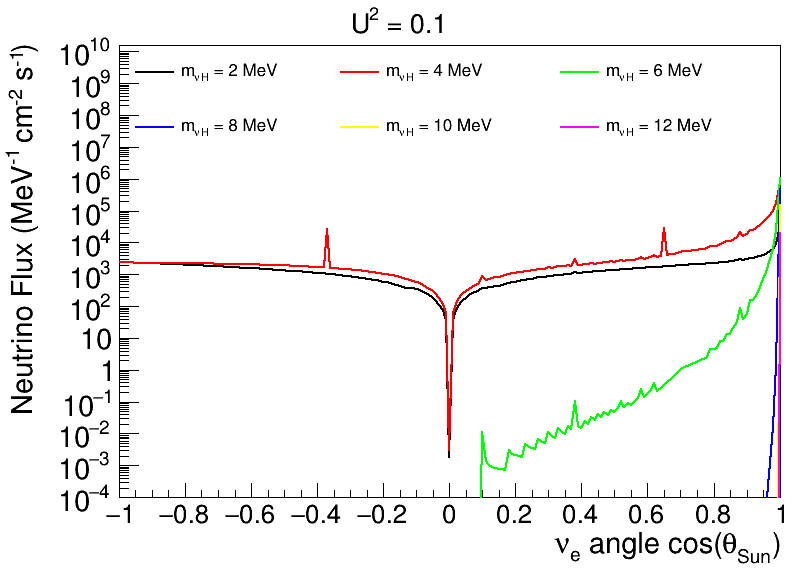 U² = 0.1
Neutrino Flux (MeV⁻¹ cm⁻² s⁻¹)
10¹⁰
10⁹
10⁸
10⁷
10⁶
10⁵
10⁴
10³
10²
10
1
10⁻¹
10⁻²
10⁻³
10⁻⁴
m_νH = 2 MeV m_νH = 4 MeV m_νH = 6 MeV
m_νH = 8 MeV m_νH = 10 MeV m_νH = 12 MeV
−1 −0.8 −0.6 −0.4 −0.2 0 0.2 0.4 0.6 0.8 1
ν_e angle cos(θ_Sun)